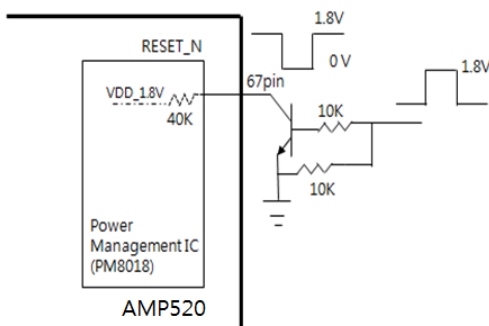 1.8V
RESET_N
0 V
1.8V
67pin
VDD_1.8V
10K
40K
10K
Power
Management IC
(PM8018)
AMP520